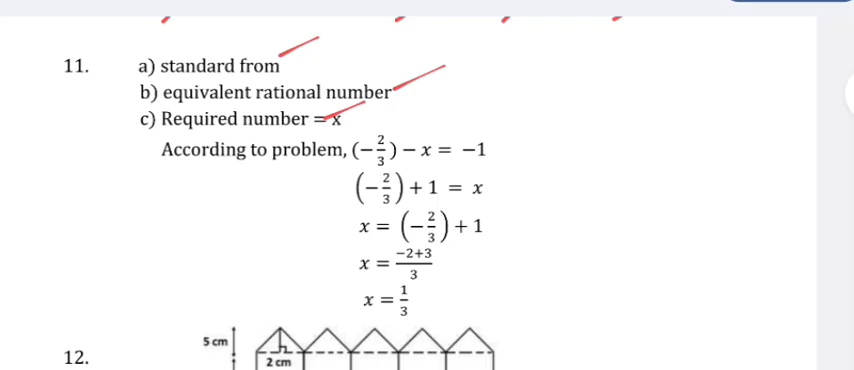 11. a) standard from
b) equivalent rational number
c) Required number = x
According to problem, (−2/3) − x = −1
(−2/3) + 1 = x
x = (−2/3) + 1
x = −2+3/3
x = 1/3
5 cm
12.
2 cm